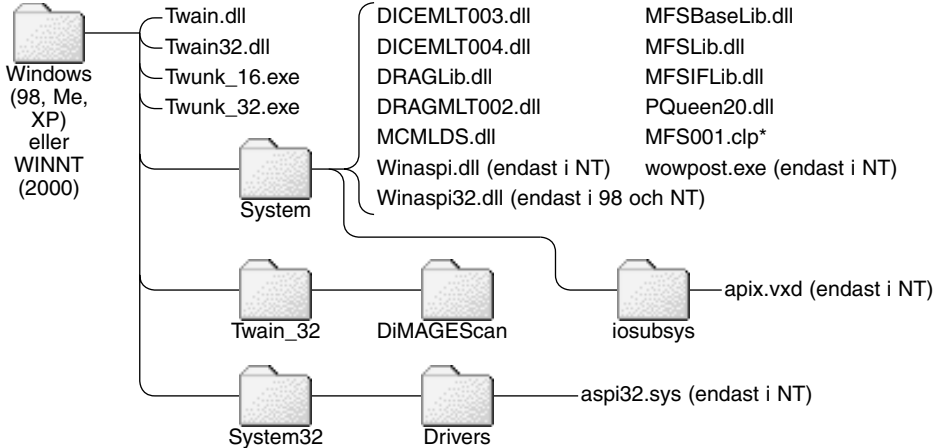 Twain.dll
Twain32.dll
Twunk_16.exe
Twunk_32.exe
Windows
(98, Me,
XP)
eller
WINNT
(2000)
DICEMLT003.dll
DICEMLT004.dll
DRAGLib.dll
DRAGMLT002.dll
MCMLDS.dll
Winaspi.dll (endast i NT)
Winaspi32.dll (endast i 98 och NT)
MFSBaseLib.dll
MFSLib.dll
MFSIFLib.dll
PQueen20.dll
MFS001.clp*
wowpost.exe (endast i NT)
System
Twain_32
DiMAGEScan
iosubsys
apix.vxd (endast i NT)
System32
Drivers
aspi32.sys (endast i NT)